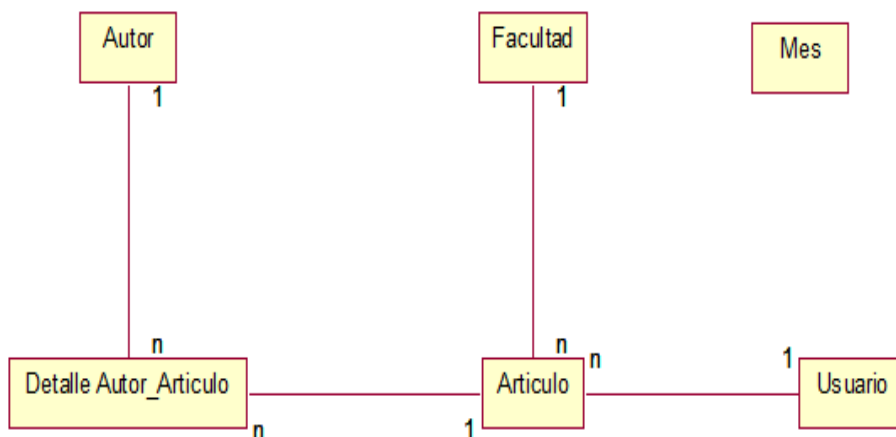 Autor
Facultad
Mes
1
1
n
n
n
1
Detalle Autor_Articulo
Articulo
Usuario
n
1